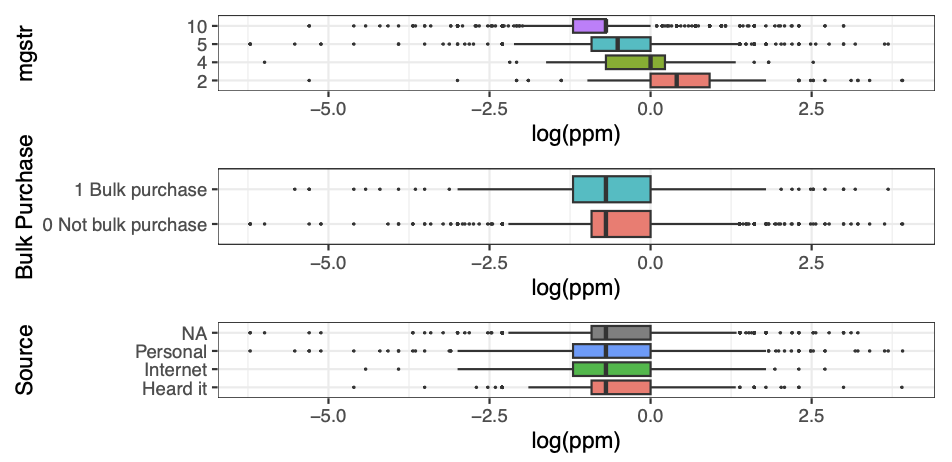 mgstr
10
5
4
2
−5.0 −2.5 0.0 2.5
log(ppm)
Bulk Purchase
1 Bulk purchase
0 Not bulk purchase
−5.0 −2.5 0.0 2.5
log(ppm)
Source
NA
Personal
Internet
Heard it
−5.0 −2.5 0.0 2.5
log(ppm)